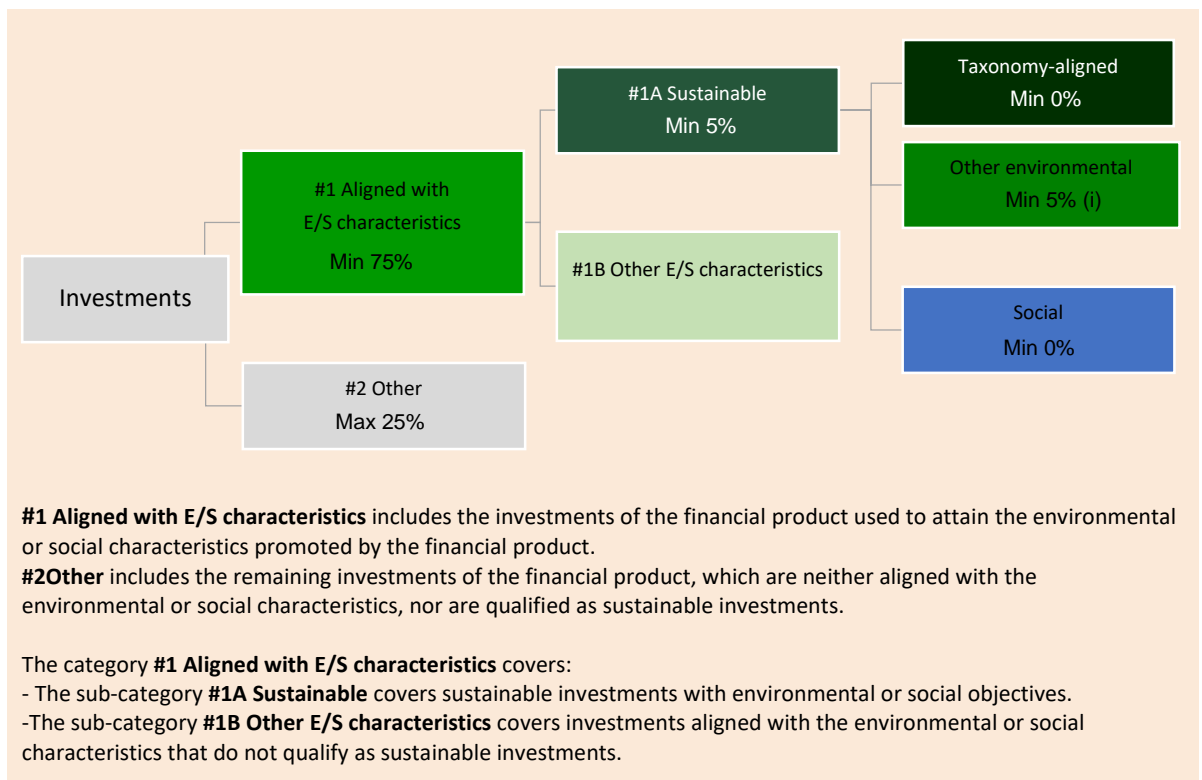 Investments
#1 Aligned with
E/S characteristics
Min 75%
#2 Other
Max 25%
#1A Sustainable
Min 5%
#1B Other E/S characteristics
Taxonomy-aligned
Min 0%
Other environmental
Min 5% (i)
Social
Min 0%
#1 Aligned with E/S characteristics includes the investments of the financial product used to attain the environmental
or social characteristics promoted by the financial product.
#2Other includes the remaining investments of the financial product, which are neither aligned with the
environmental or social characteristics, nor are qualified as sustainable investments.
The category #1 Aligned with E/S characteristics covers:
- The sub-category #1A Sustainable covers sustainable investments with environmental or social objectives.
-The sub-category #1B Other E/S characteristics covers investments aligned with the environmental or social
characteristics that do not qualify as sustainable investments.